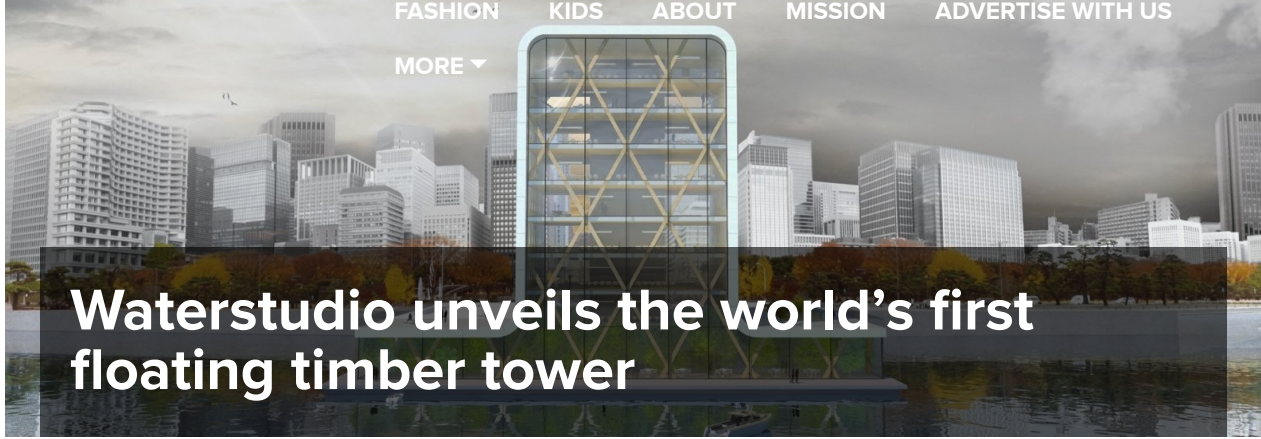 FASHION KIDS ABOUT MISSION ADVERTISE WITH US
MORE
Waterstudio unveils the world’s first
floating timber tower